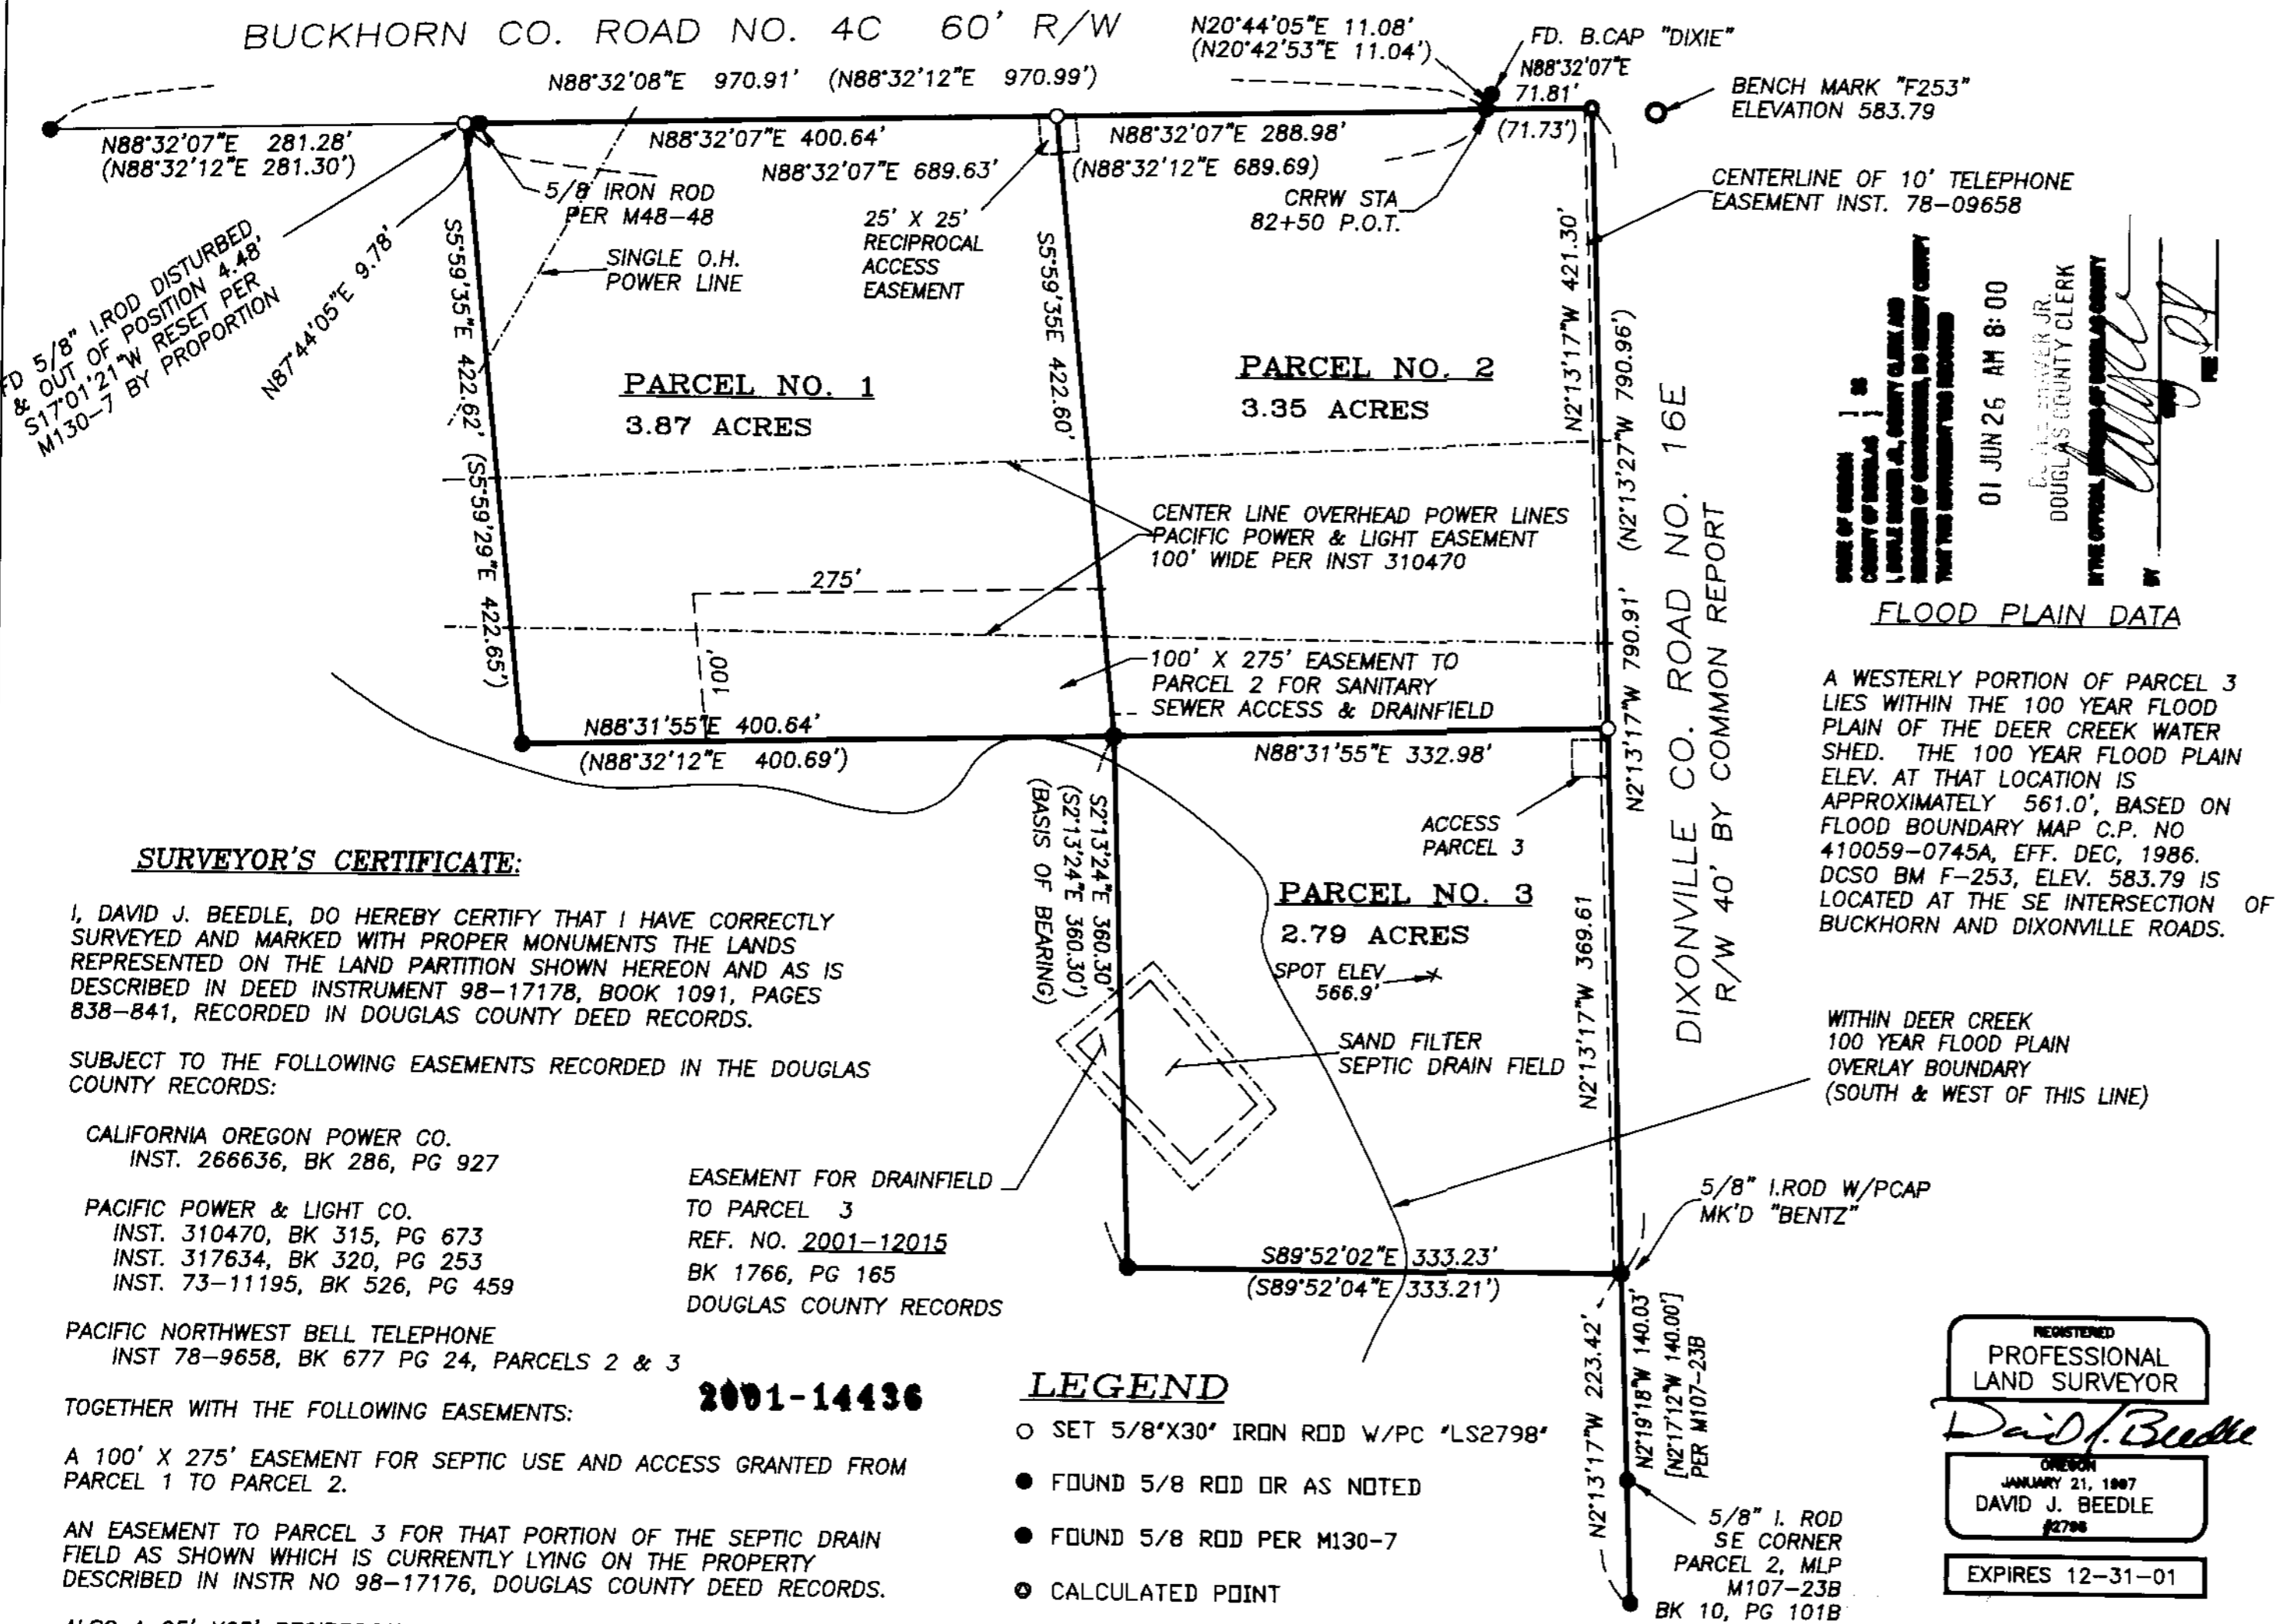 BUCKHORN CO. ROAD NO. 4C 60' R/W
N20°44'05"E 11.08'
(N20°42'53"E 11.04')
FD. B.CAP "DIXIE"
N88°32'07"E
71.81'
(71.73')
BENCH MARK "F253"
ELEVATION 583.79
N88°32'08"E 970.91' (N88°32'12"E 970.99')
N88°32'07"E 281.28'
(N88°32'12"E 281.30')
N88°32'07"E 400.64'
N88°32'07"E 288.98'
N88°32'07"E 689.63'
(N88°32'12"E 689.69)
5/8 IRON ROD
PER M48-48
SINGLE O.H.
POWER LINE
25' X 25'
RECIPROCAL
ACCESS
EASEMENT
CRRW STA
82+50 P.O.T.
CENTERLINE OF 10' TELEPHONE
EASEMENT INST. 78-09658
FD 5/8" I.ROD DISTURBED,
& OUT OF POSITION 4.48'
S17°01'21"W RESET PER
M130-7 BY PROPORTION
N87°44'05"E 9.78'
S5°59'35"E 422.62' (S5°59'29"E 422.65')
S5°59'35E 422.60'
N2°13'17"W 421.30'
N2°13'17"W 790.91' (N2°13'27"W 790.96')
DIXONVILLE CO. ROAD NO. 16E
R/W 40' BY COMMON REPORT
PARCEL NO. 1
3.87 ACRES
PARCEL NO. 2
3.35 ACRES
CENTER LINE OVERHEAD POWER LINES
PACIFIC POWER & LIGHT EASEMENT
100' WIDE PER INST 310470
275'
100'
100' X 275' EASEMENT TO
PARCEL 2 FOR SANITARY
SEWER ACCESS & DRAINFIELD
N88°31'55"E 400.64'
(N88°32'12"E 400.69')
N88°31'55"E 332.98'
S2°13'24"E 360.30'
(S2°13'24"E 360.30')
(BASIS OF BEARING)
ACCESS
PARCEL 3
PARCEL NO. 3
2.79 ACRES
SPOT ELEV
566.9'
SAND FILTER
SEPTIC DRAIN FIELD
N2°13'17"W 369.61
01 JUN 26 AM 8:00
DOUGLAS COUNTY CLERK
BY
FLOOD PLAIN DATA
A WESTERLY PORTION OF PARCEL 3
LIES WITHIN THE 100 YEAR FLOOD
PLAIN OF THE DEER CREEK WATER
SHED. THE 100 YEAR FLOOD PLAIN
ELEV. AT THAT LOCATION IS
APPROXIMATELY 561.0', BASED ON
FLOOD BOUNDARY MAP C.P. NO
410059-0745A, EFF. DEC, 1986.
DCSO BM F-253, ELEV. 583.79 IS
LOCATED AT THE SE INTERSECTION OF
BUCKHORN AND DIXONVILLE ROADS.
WITHIN DEER CREEK
100 YEAR FLOOD PLAIN
OVERLAY BOUNDARY
(SOUTH & WEST OF THIS LINE)
5/8" I.ROD W/PCAP
MK'D "BENTZ"
S89°52'02"E 333.23'
(S89°52'04"E 333.21')
N2°13'17"W 223.42'
N2°19'18"W 140.03'
[N2°17'12"W 140.00']
PER M107-23B
5/8" I. ROD
SE CORNER
PARCEL 2, MLP
M107-23B
BK 10, PG 101B
SURVEYOR'S CERTIFICATE:
I, DAVID J. BEEDLE, DO HEREBY CERTIFY THAT I HAVE CORRECTLY
SURVEYED AND MARKED WITH PROPER MONUMENTS THE LANDS
REPRESENTED ON THE LAND PARTITION SHOWN HEREON AND AS IS
DESCRIBED IN DEED INSTRUMENT 98-17178, BOOK 1091, PAGES
838-841, RECORDED IN DOUGLAS COUNTY DEED RECORDS.
SUBJECT TO THE FOLLOWING EASEMENTS RECORDED IN THE DOUGLAS
COUNTY RECORDS:
CALIFORNIA OREGON POWER CO.
INST. 266636, BK 286, PG 927
PACIFIC POWER & LIGHT CO.
INST. 310470, BK 315, PG 673
INST. 317634, BK 320, PG 253
INST. 73-11195, BK 526, PG 459
PACIFIC NORTHWEST BELL TELEPHONE
INST 78-9658, BK 677 PG 24, PARCELS 2 & 3
TOGETHER WITH THE FOLLOWING EASEMENTS:
A 100' X 275' EASEMENT FOR SEPTIC USE AND ACCESS GRANTED FROM
PARCEL 1 TO PARCEL 2.
AN EASEMENT TO PARCEL 3 FOR THAT PORTION OF THE SEPTIC DRAIN
FIELD AS SHOWN WHICH IS CURRENTLY LYING ON THE PROPERTY
DESCRIBED IN INSTR NO 98-17176, DOUGLAS COUNTY DEED RECORDS.
EASEMENT FOR DRAINFIELD
TO PARCEL 3
REF. NO. 2001-12015
BK 1766, PG 165
DOUGLAS COUNTY RECORDS
2001-14436
LEGEND
SET 5/8"X30" IRON ROD W/PC "LS2798"
FOUND 5/8 ROD OR AS NOTED
FOUND 5/8 ROD PER M130-7
CALCULATED POINT
REGISTERED
PROFESSIONAL
LAND SURVEYOR
David J. Beedle
OREGON
JANUARY 21, 1997
DAVID J. BEEDLE
#2798
EXPIRES 12-31-01